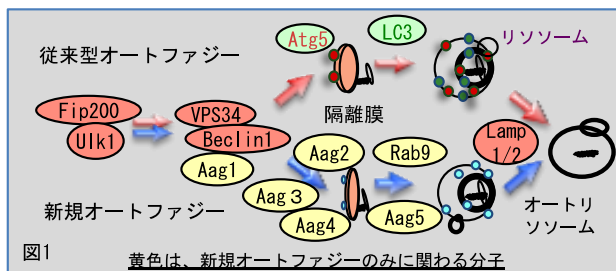 従来型オートファジー
Atg5
LC3
リソソーム
Fip200
Ulk1
VPS34
Beclin1
Aag1
隔離膜
Lamp
1/2
Aag2
Rab9
Aag３
Aag4
Aag5
新規オートファジー
オートリ
ソソーム
図1
黄色は、新規オートファジーのみに関わる分子